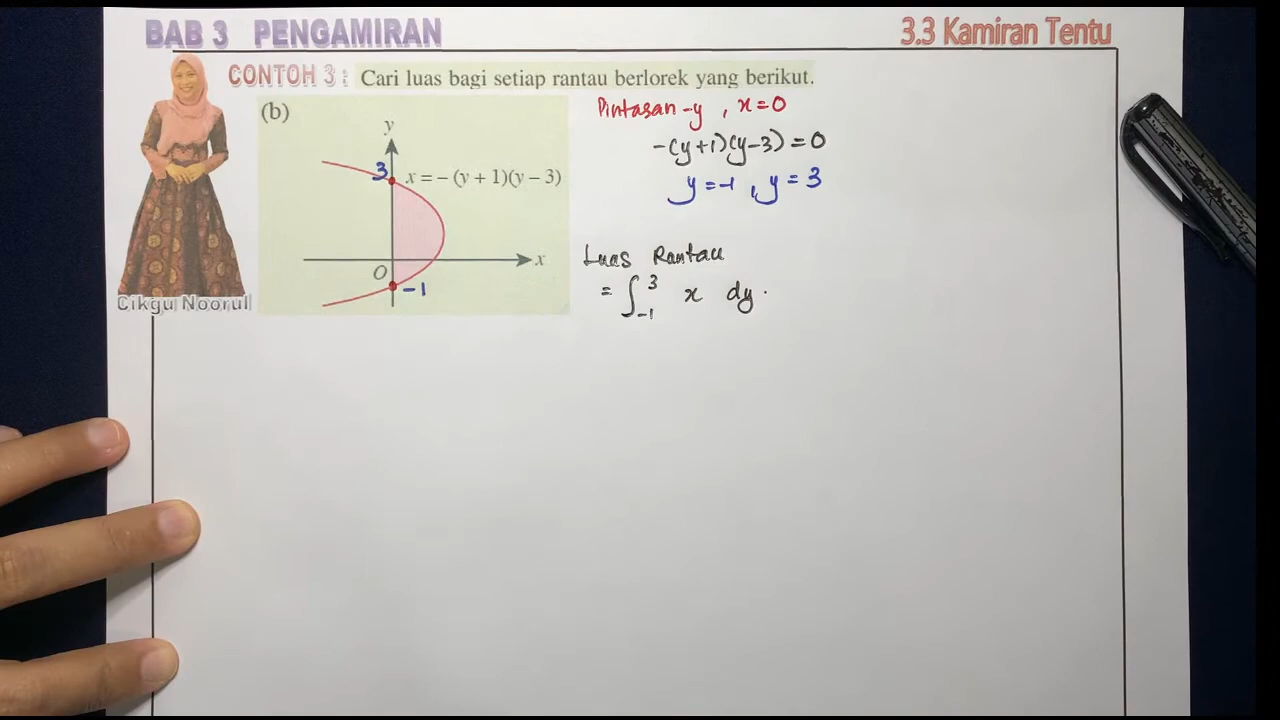 BAB 3 PENGAMIRAN
3.3 Kamiran Tentu
CONTOH 3 : Cari luas bagi setiap rantau berlorek yang berikut.
(b)
y
3
x = – (y + 1)(y – 3)
O
x
-1
Cikgu Noorul
Pintasan -y , x=0
-(y+1)(y-3) = 0
y = -1 , y = 3
Luas Rantau
= ∫₋₁³ x dy.